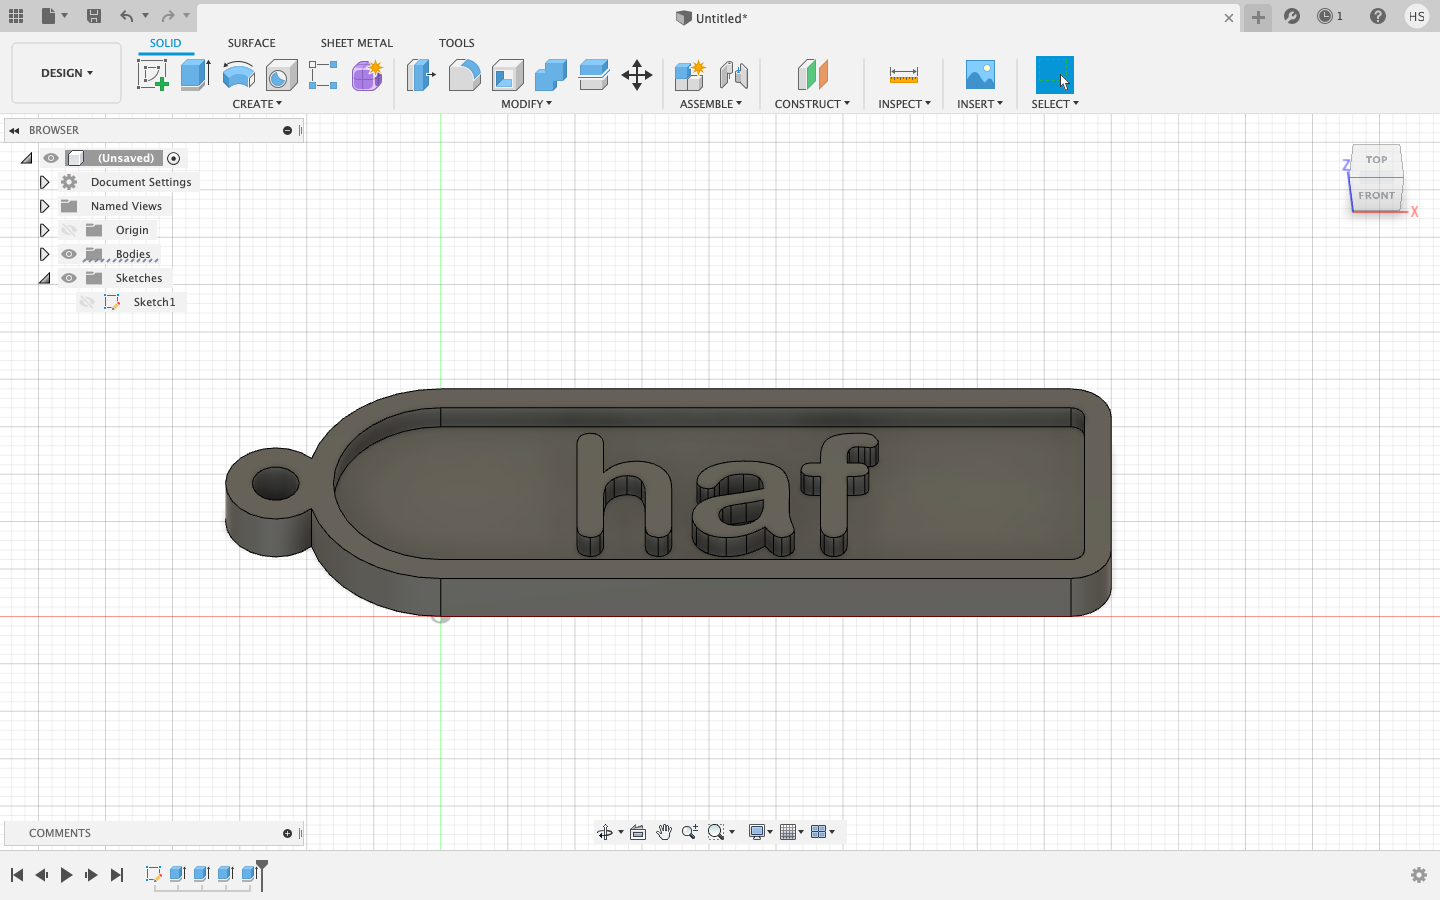 Untitled*
1
HS
SOLID
SURFACE
SHEET METAL
TOOLS
DESIGN
CREATE
MODIFY
ASSEMBLE
CONSTRUCT
INSPECT
INSERT
SELECT
BROWSER
(Unsaved)
Document Settings
Named Views
Origin
Bodies
Sketches
Sketch1
TOP
FRONT
Z
X
haf
COMMENTS